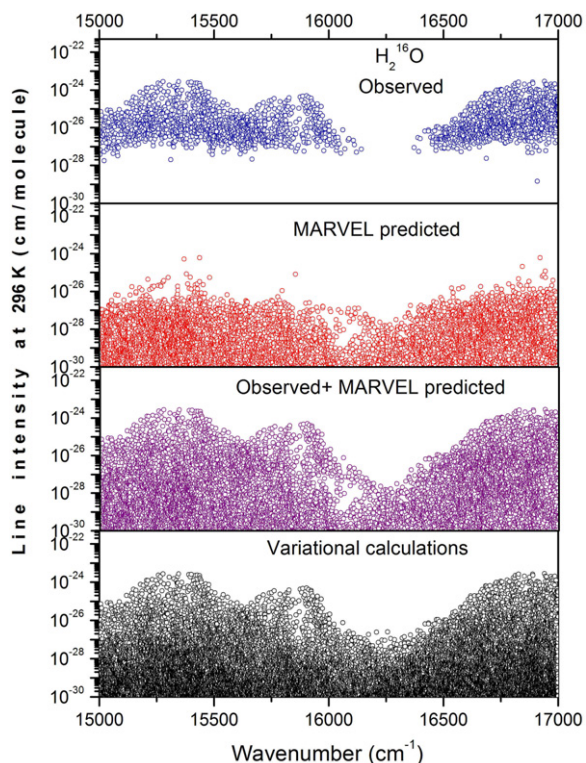 15000 15500 16000 16500 17000
H₂¹⁶O
Observed
10⁻²²
10⁻²⁴
10⁻²⁶
10⁻²⁸
10⁻³⁰
MARVEL predicted
10⁻²²
10⁻²⁴
10⁻²⁶
10⁻²⁸
10⁻³⁰
Observed+ MARVEL predicted
10⁻²²
10⁻²⁴
10⁻²⁶
10⁻²⁸
10⁻³⁰
Variational calculations
10⁻²²
10⁻²⁴
10⁻²⁶
10⁻²⁸
10⁻³⁰
Line intensity at 296K (cm/molecule)
15000 15500 16000 16500 17000
Wavenumber (cm⁻¹)